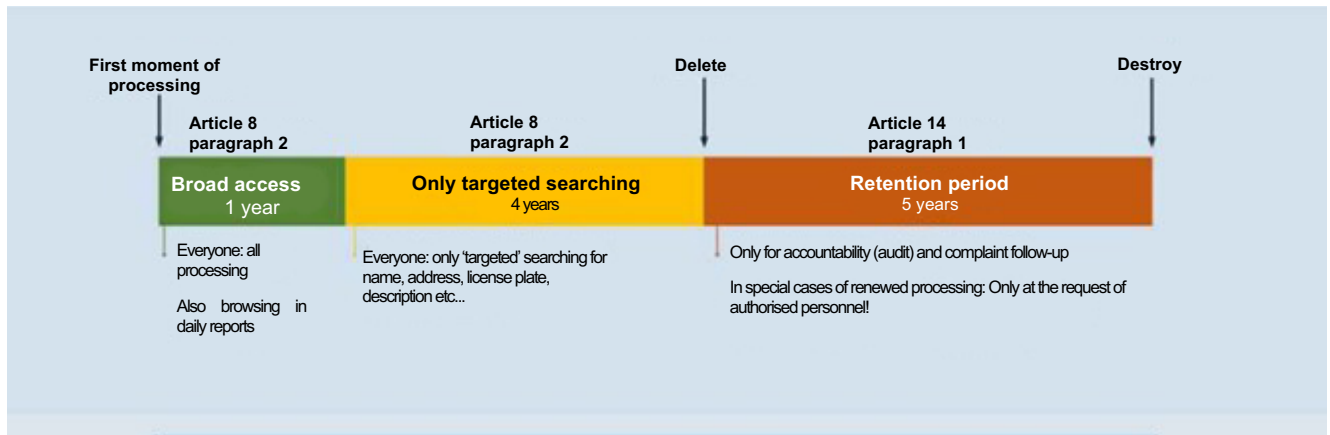 First moment of
processing
Delete
Destroy
Article 8
paragraph 2
Article 8
paragraph 2
Article 14
paragraph 1
Broad access
1 year
Only targeted searching
4 years
Retention period
5 years
Everyone: all
processing
Also browsing in
daily reports
Everyone: only ‘targeted’ searching for
name, address, license plate,
description etc...
Only for accountability (audit) and complaint follow-up
In special cases of renewed processing: Only at the request of
authorised personnel!